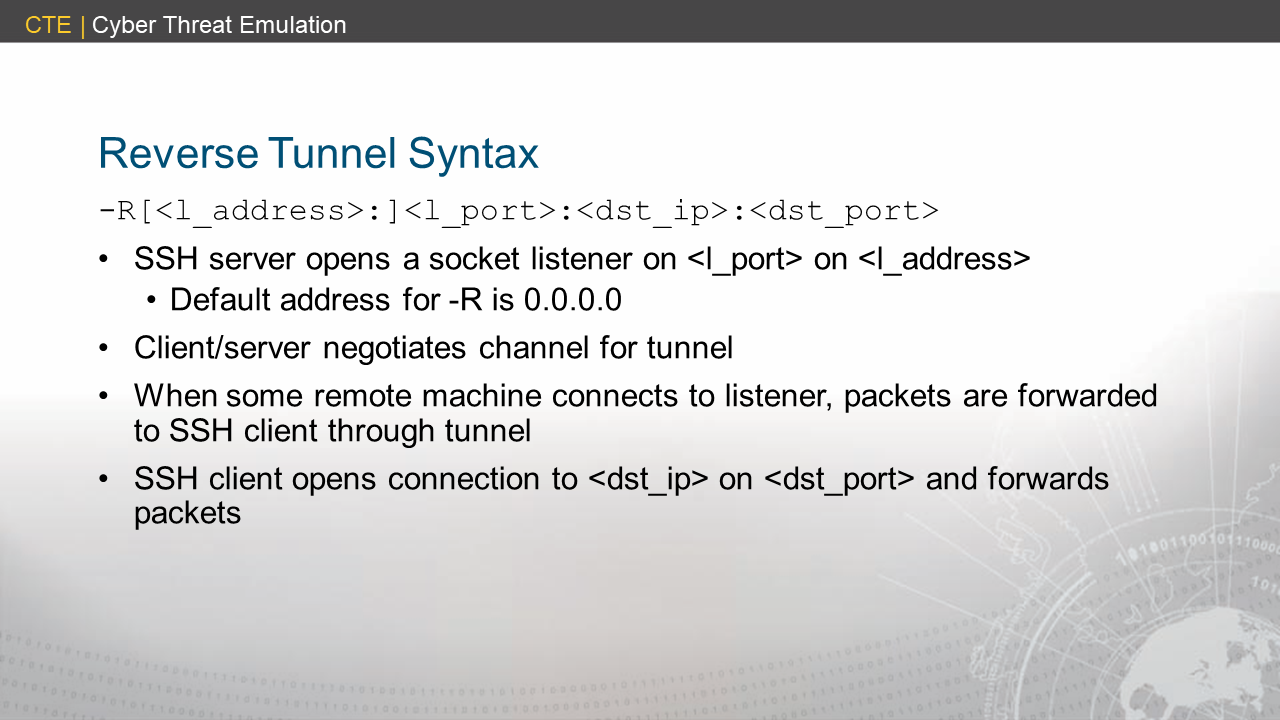 CTE | Cyber Threat Emulation
Reverse Tunnel Syntax
-R[<l_address>:]<l_port>:<dst_ip>:<dst_port>
• SSH server opens a socket listener on <l_port> on <l_address>
• Default address for -R is 0.0.0.0
• Client/server negotiates channel for tunnel
• When some remote machine connects to listener, packets are forwarded
to SSH client through tunnel
• SSH client opens connection to <dst_ip> on <dst_port> and forwards
packets